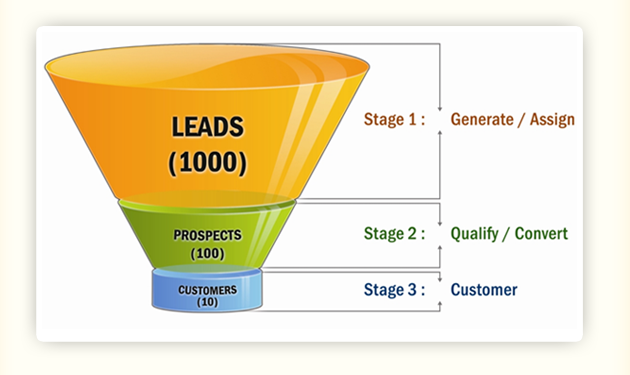 LEADS
(1000)
Stage 1 : Generate / Assign
PROSPECTS
(100)
Stage 2 : Qualify / Convert
CUSTOMERS
(10)
Stage 3 : Customer